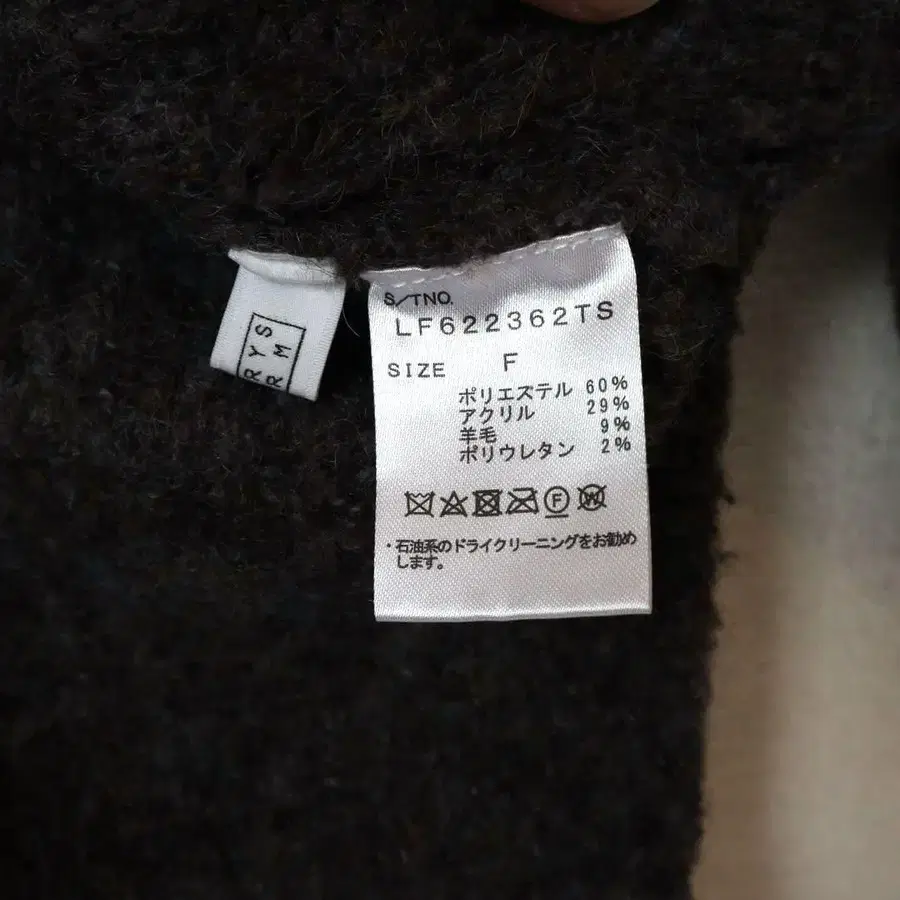 S/TNO.
LF622362TS
SIZE F
ポリエステル 60%
アクリル 29%
羊毛 9%
ポリウレタン 2%
F W
・石油系のドライクリーニングをお勧め
します。
RYS
RM